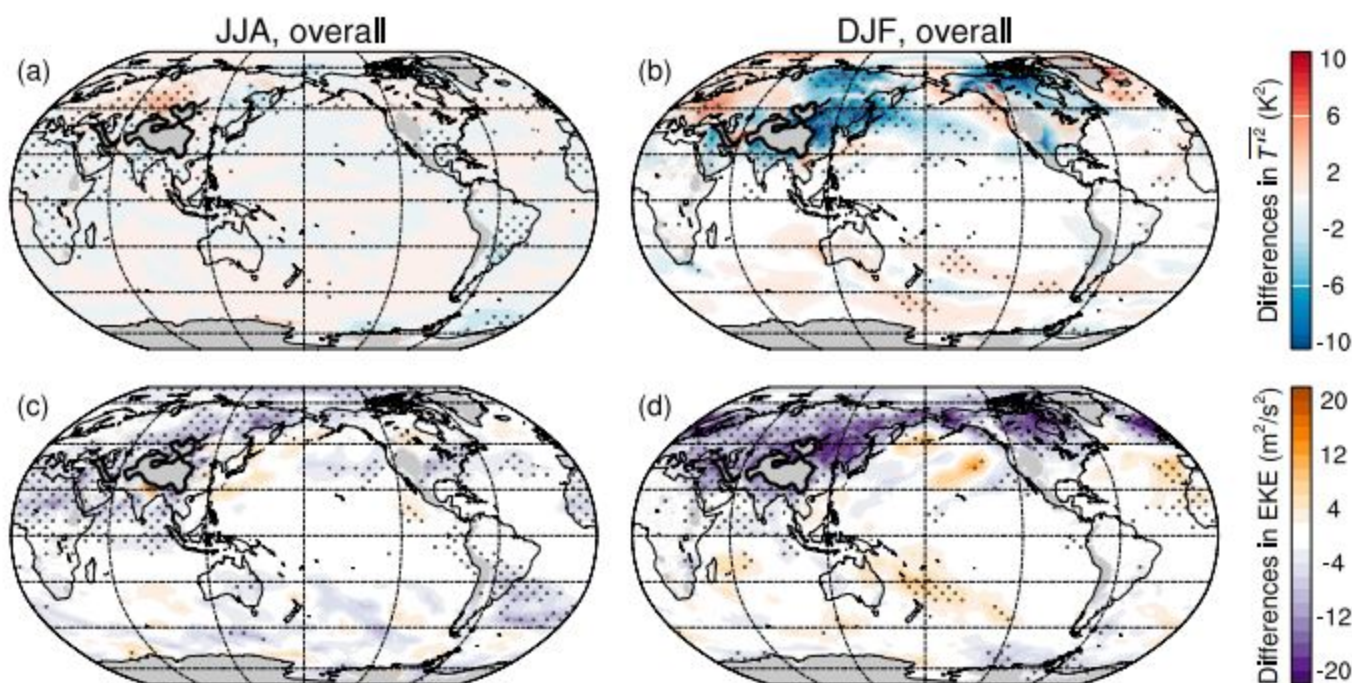 JJA, overall
DJF, overall
(a)
(b)
10
6
2
-2
-6
-10
Differences in T'² (K²)
(c)
(d)
20
12
4
-4
-12
-20
Differences in EKE (m²/s²)